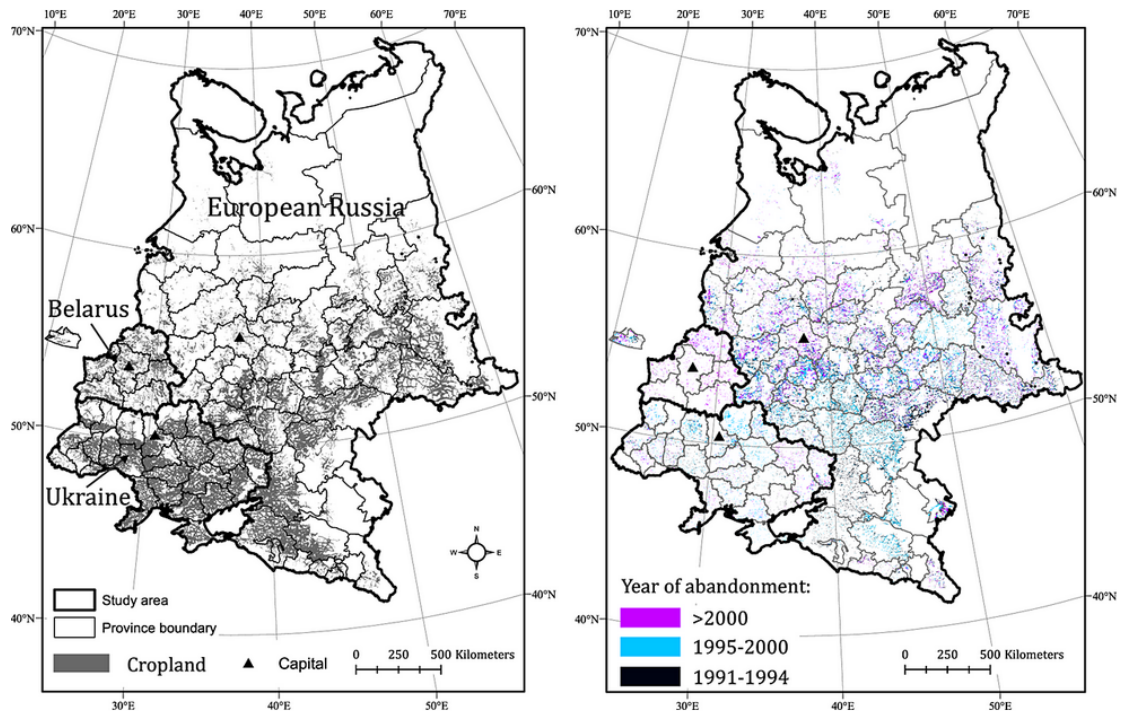 10°E 20°E 30°E 40°E 50°E 60°E 70°E
70°N
60°N
60°N
50°N
50°N
40°N
40°N
30°E 40°E 50°E
European Russia
Belarus
Ukraine
N
W E
S
Study area
Province boundary
Cropland
Capital
0 250 500 Kilometers
10°E 20°E 30°E 40°E 50°E 60°E 70°E
70°N
60°N
60°N
50°N
50°N
40°N
40°N
30°E 40°E 50°E
Year of abandonment:
>2000
1995-2000
1991-1994
0 250 500 Kilometers